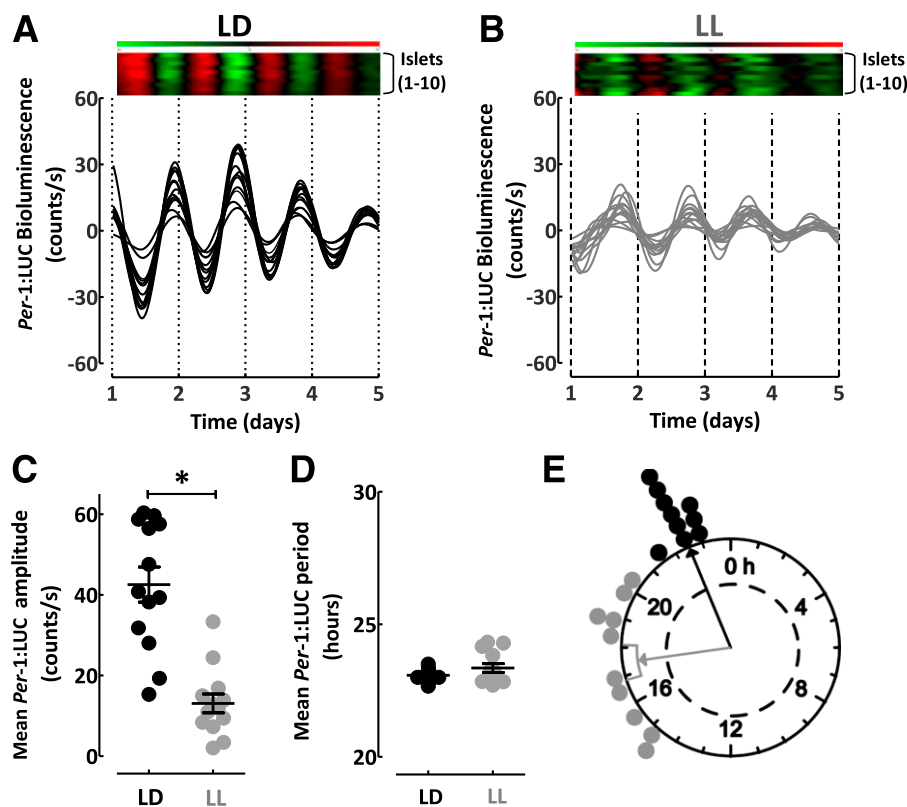 A
LD
Islets
(1-10)
Per-1:LUC Bioluminescence
(counts/s)
60
30
0
-30
-60
1 2 3 4 5
Time (days)
B
LL
Islets
(1-10)
Per-1:LUC Bioluminescence
(counts/s)
60
30
0
-30
-60
1 2 3 4 5
Time (days)
C
*
Mean Per-1:LUC amplitude
(counts/s)
60
40
20
0
LD LL
D
Mean Per-1:LUC period
(hours)
30
25
20
LD LL
E
0 h
4
8
12
16
20